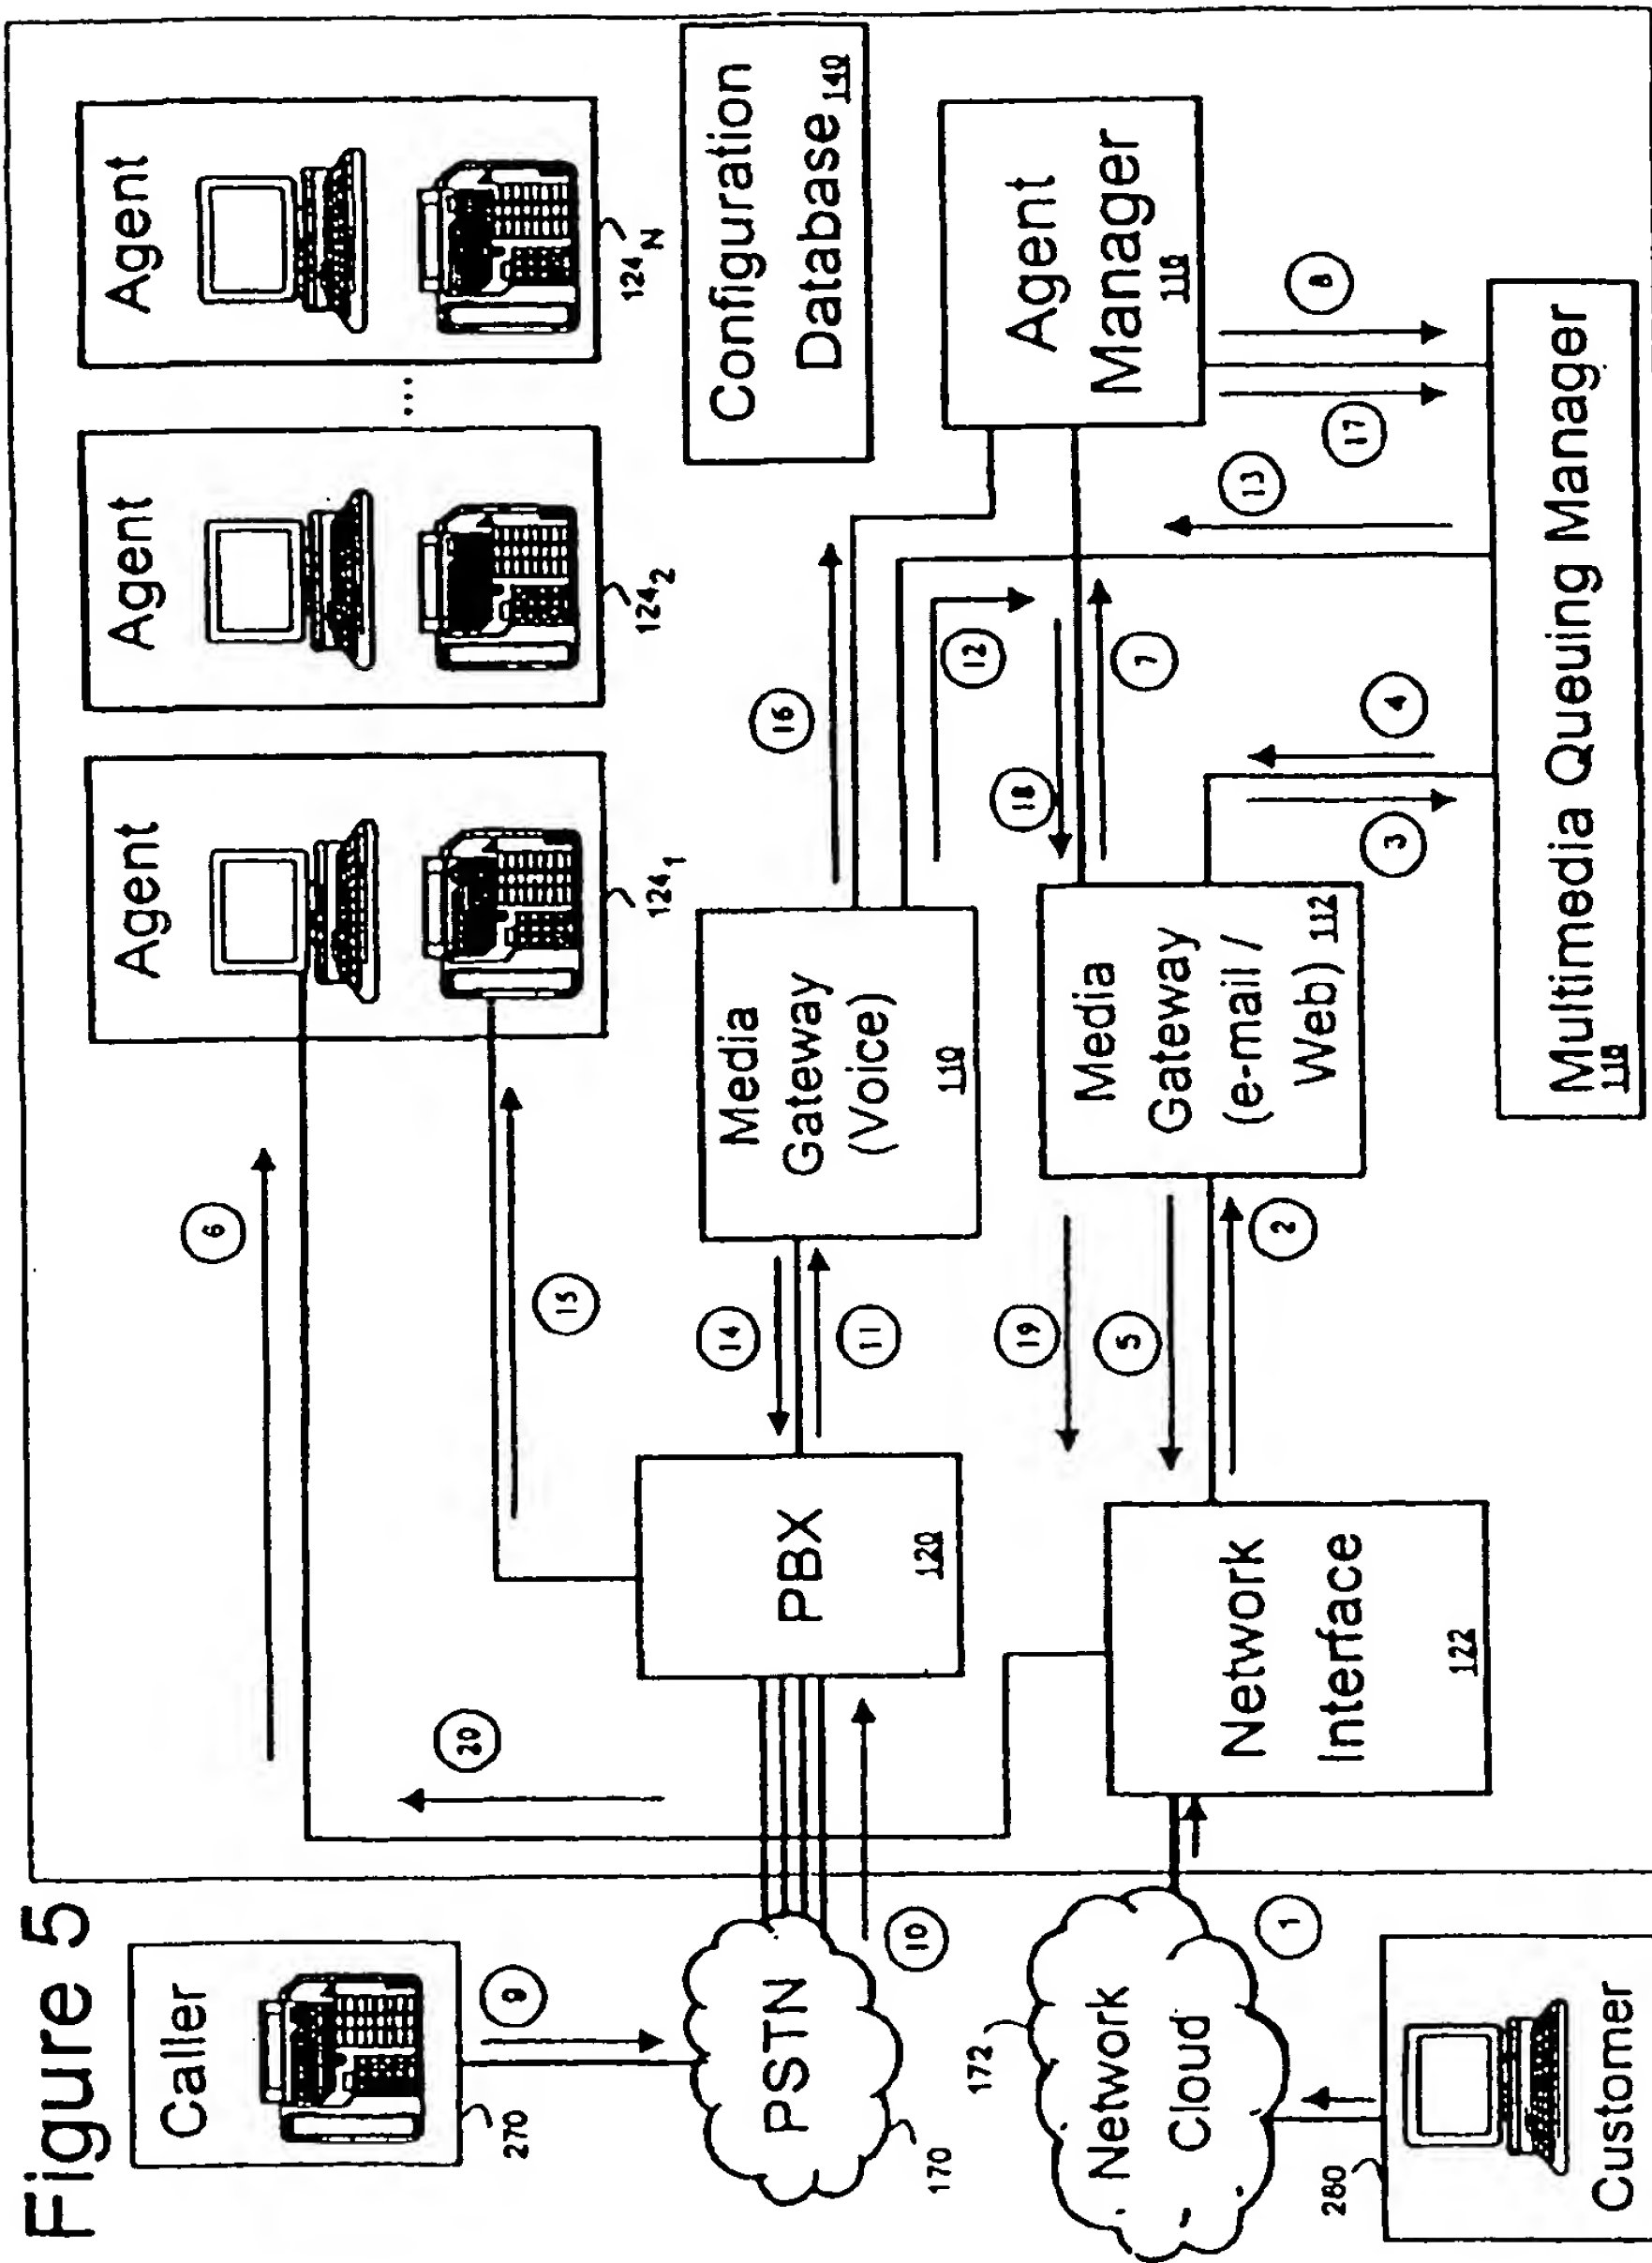 Figure 5
Caller
270
9
PSTN
170
10
172
Network
Cloud
1
280
Customer
6
20
15
PBX
120
14
11
19
5
2
Network
Interface
122
Agent
124₁
Agent
124₂
...
Agent
124N
Media
Gateway
(Voice)
110
16
12
18
7
Configuration
Database 140
Agent
Manager
116
Media
Gateway
(e-mail /
Web) 112
4
3
13
17
8
Multimedia Queuing Manager
118